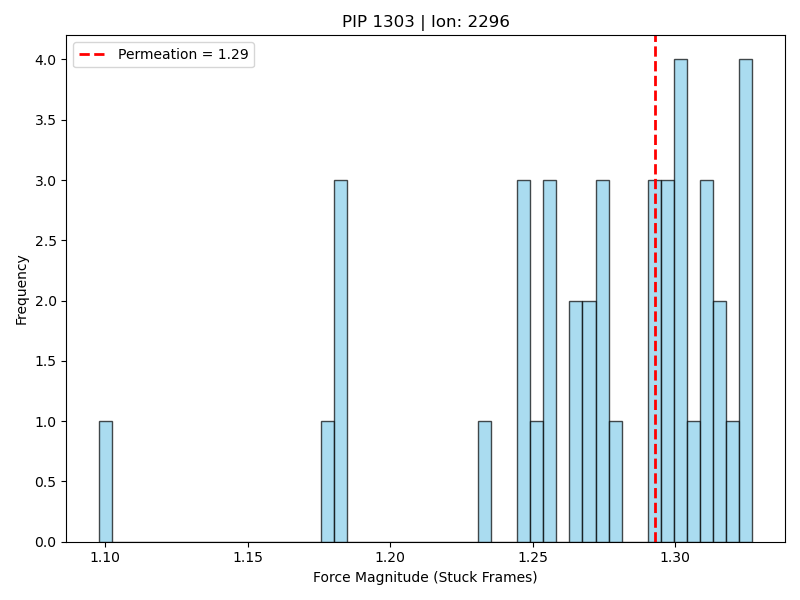 PIP 1303 | Ion: 2296
Permeation = 1.29
4.0
3.5
3.0
2.5
2.0
1.5
1.0
0.5
0.0
Frequency
1.10 1.15 1.20 1.25 1.30
Force Magnitude (Stuck Frames)